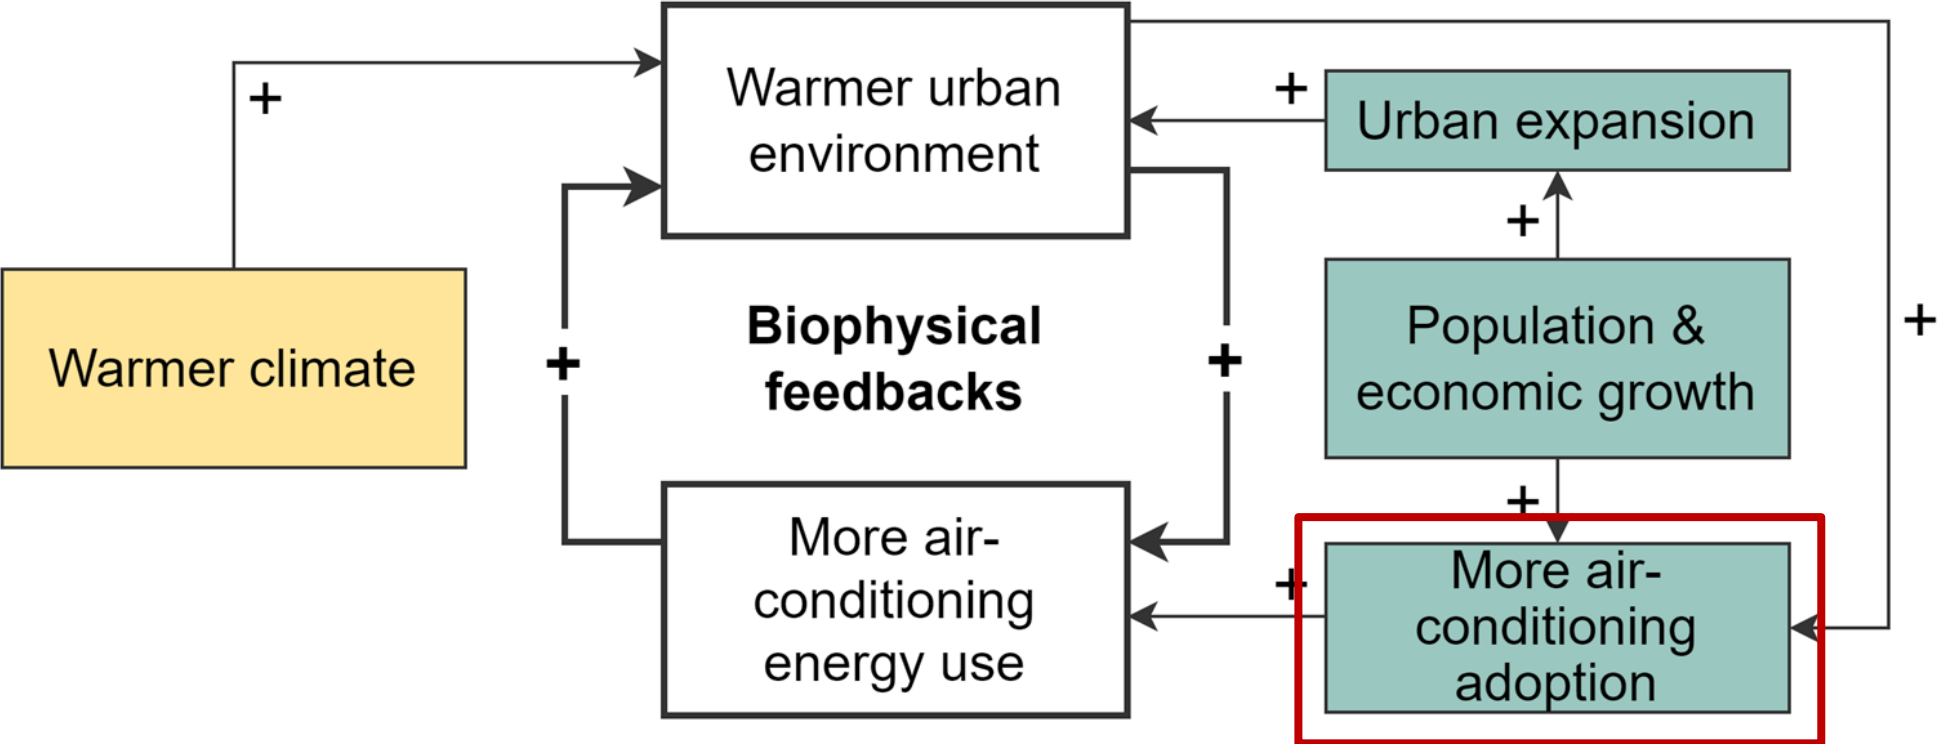 Warmer urban
environment
+
+
Urban expansion
+
Warmer climate
+
Biophysical
feedbacks
+
Population &
economic growth
+
+
More air-
conditioning
energy use
+
More air-
conditioning
adoption